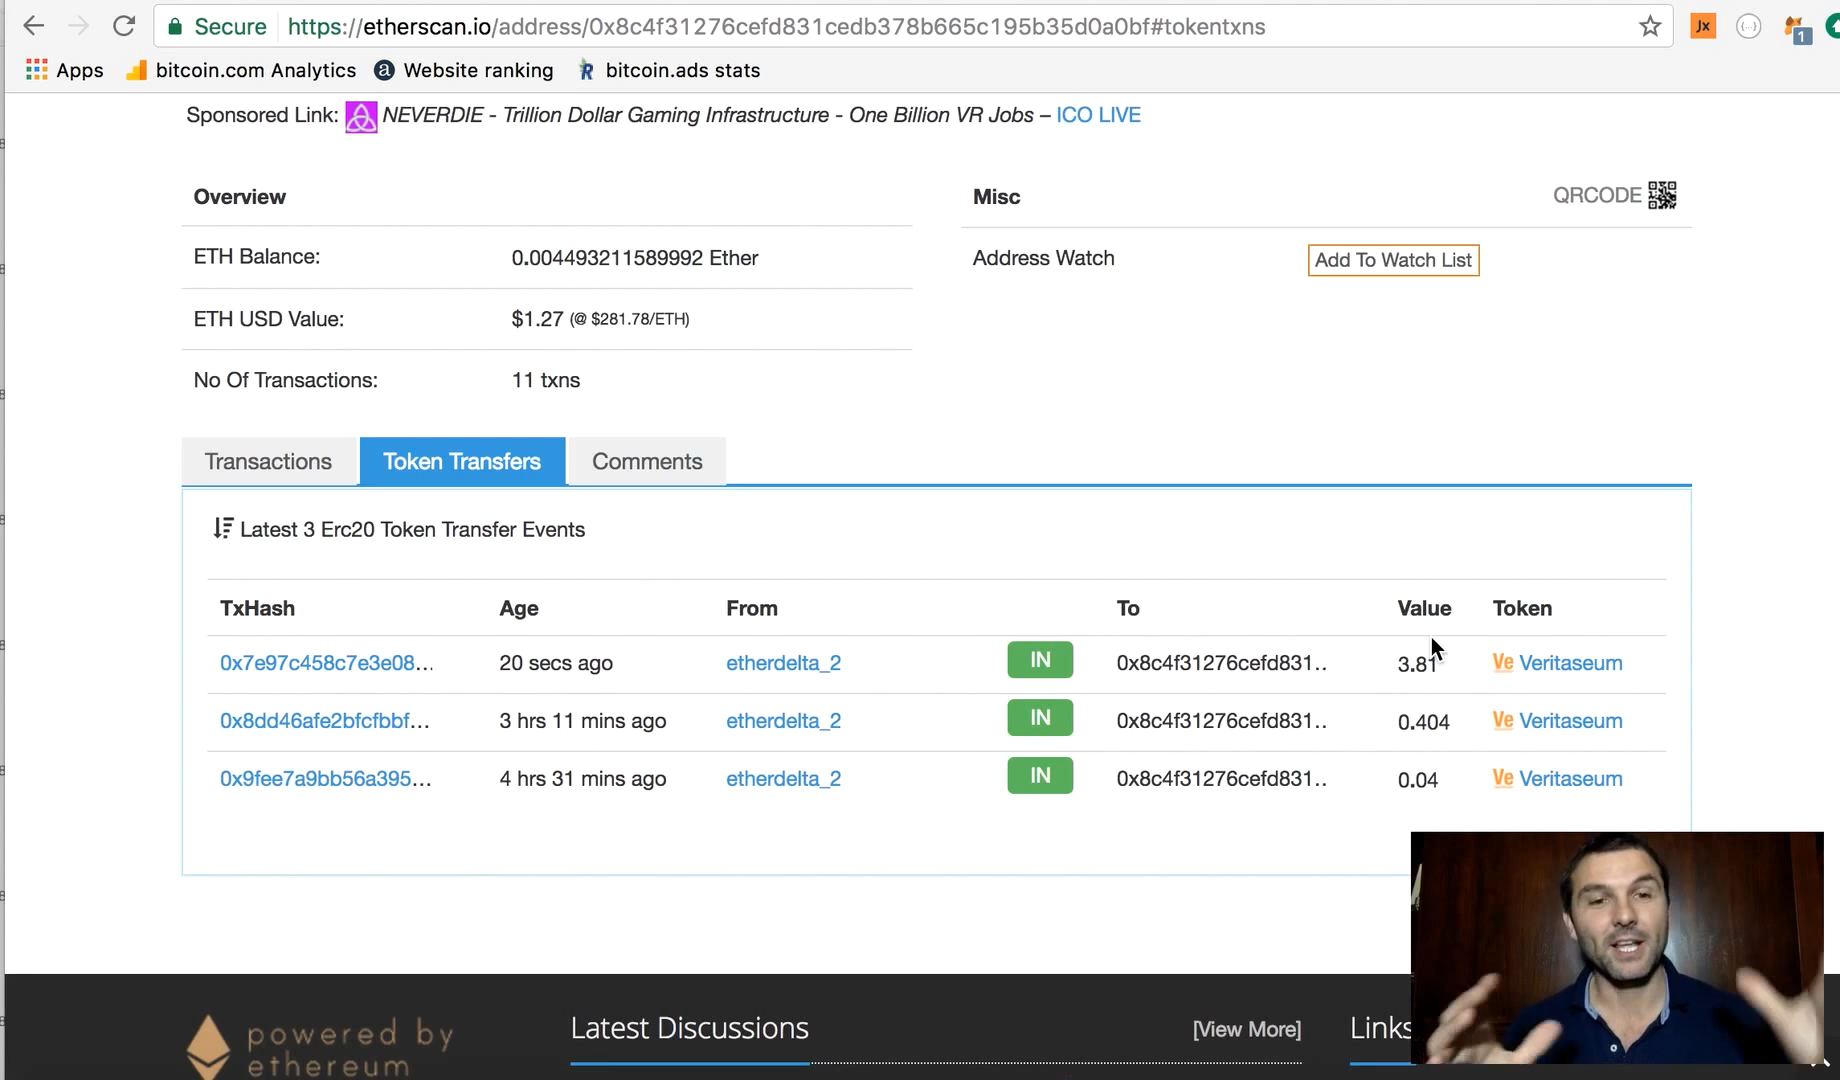 Secure https://etherscan.io/address/0x8c4f31276cefd831cedb378b665c195b35d0a0bf#tokentxns
Jx
1
Apps bitcoin.com Analytics Website ranking bitcoin.ads stats
Sponsored Link: NEVERDIE - Trillion Dollar Gaming Infrastructure - One Billion VR Jobs – ICO LIVE
Overview
Misc
QRCODE
ETH Balance: 0.004493211589992 Ether
Address Watch Add To Watch List
ETH USD Value: $1.27 (@ $281.78/ETH)
No Of Transactions: 11 txns
Transactions Token Transfers Comments
Latest 3 Erc20 Token Transfer Events
TxHash Age From To Value Token
0x7e97c458c7e3e08... 20 secs ago etherdelta_2 IN 0x8c4f31276cefd831.. 3.81 Ve Veritaseum
0x8dd46afe2bfcfbbf... 3 hrs 11 mins ago etherdelta_2 IN 0x8c4f31276cefd831.. 0.404 Ve Veritaseum
0x9fee7a9bb56a395... 4 hrs 31 mins ago etherdelta_2 IN 0x8c4f31276cefd831.. 0.04 Ve Veritaseum
powered by
ethereum
Latest Discussions [View More]
Links